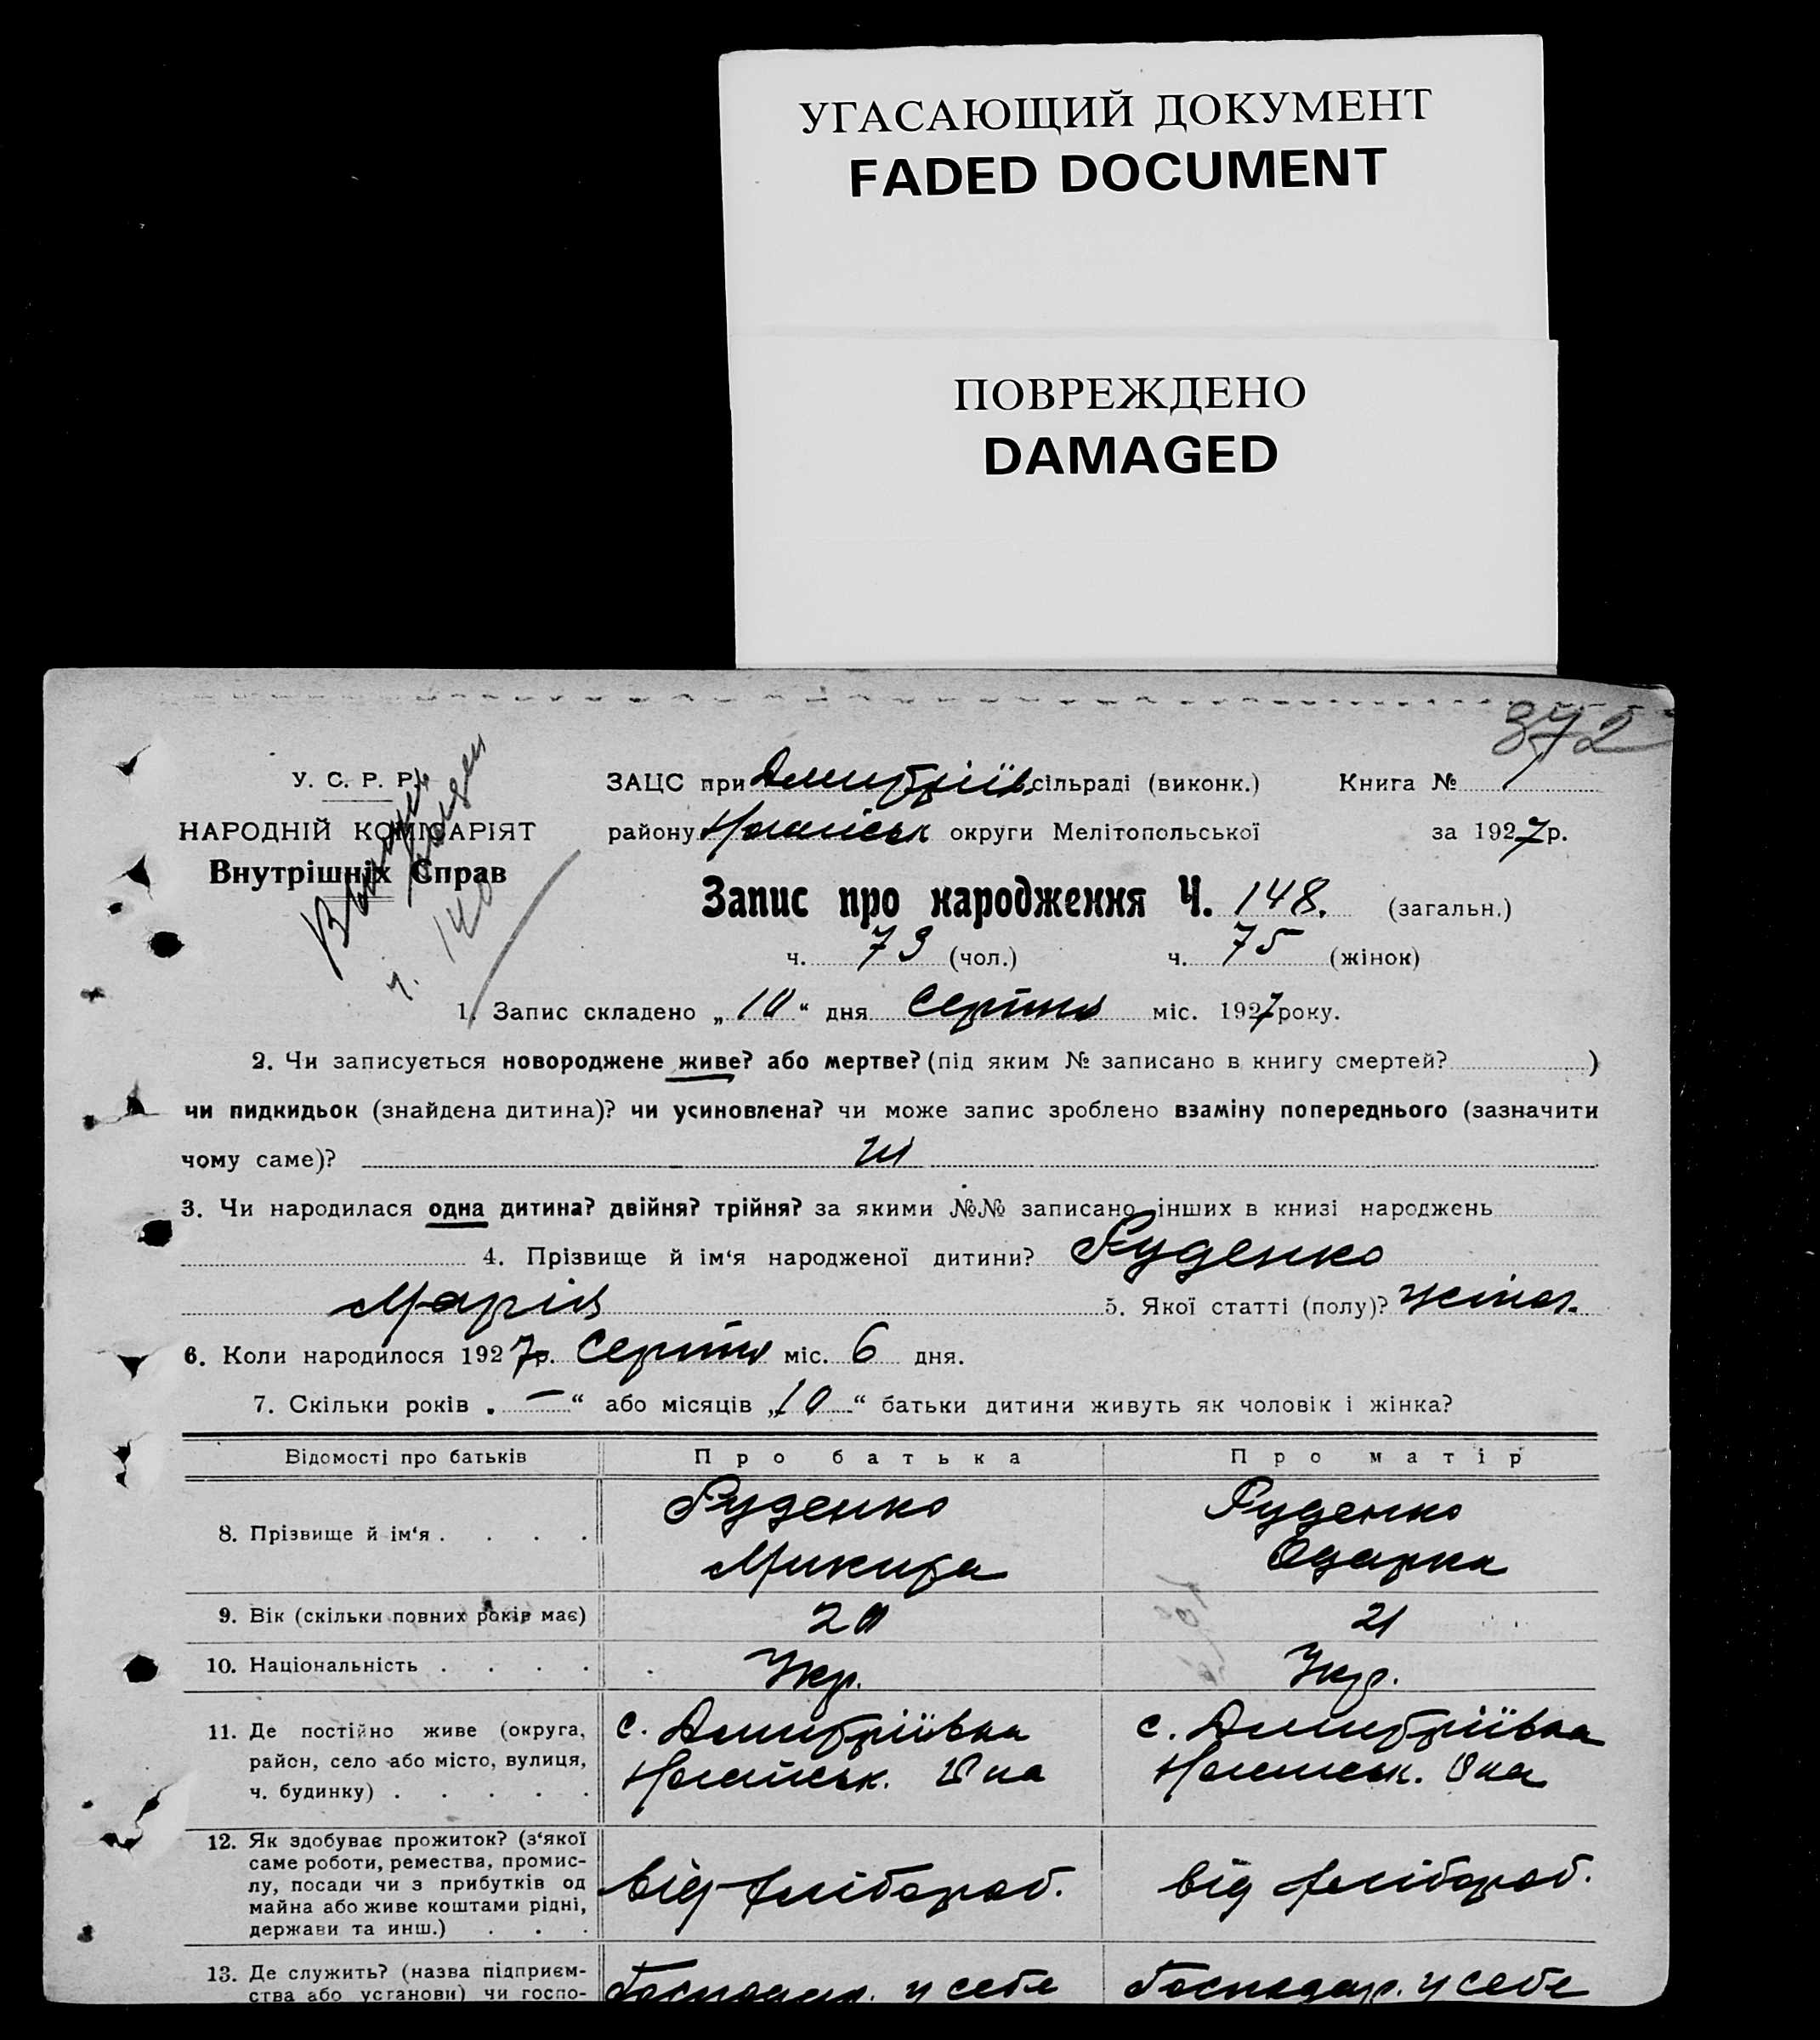 УГАСАЮЩИЙ ДОКУМЕНТ
FADED DOCUMENT
ПОВРЕЖДЕНО
DAMAGED
372
У. С. Р. Р.
НАРОДНІЙ КОМІСАРІЯТ
Внутрішніх Справ
ч. 140
ЗАЦС при Дмитріїв. сільраді (виконк.) Книга №
району Ногайськ округи Мелітопольської за 1927 р.
Запис про народження Ч. 148. (загальн.)
ч. 73 (чол.) ч. 75 (жінок)
1. Запис складено „10“ дня серпня міс. 1927 року.
2. Чи записується новороджене живе? або мертве? (під яким № записано в книгу смертей? )
чи пидкидьок (знайдена дитина)? чи усиновлена? чи може запис зроблено взаміну попереднього (зазначити
чому саме)? ні
3. Чи народилася одна дитина? двійня? трійня? за якими №№ записано інших в книзі народжень
4. Прізвище й ім‘я народженої дитини? Руденко
Марія 5. Якої статті (полу)? жіноч.
6. Коли народилося 1927 р. серпня міс. 6 дня.
7. Скільки років „—“ або місяців „10“ батьки дитини живуть як чоловік і жінка?
Відомості про батьків Про батька Про матір
8. Прізвище й ім‘я . . . . Руденко Микита Руденко Одарка
9. Вік (скільки повних років має) 20 21
10. Національність . . . . Укр. Укр.
11. Де постійно живе (округа, с. Дмитріївка с. Дмитріївка
район, село або місто, вулиця, Ногайськ. Р-на Ногайськ. Р-на
ч. будинку) . . . . .
12. Як здобуває прожиток? (з‘якої
саме роботи, ремества, промис-
лу, посади чи з прибутків од від хлібороб. від хлібороб.
майна або живе коштами рідні,
держави та инш.) . . .
13. Де служить? (назва підприєм-
ства або установи) чи госпо- Господар. у себе Господар. у себе